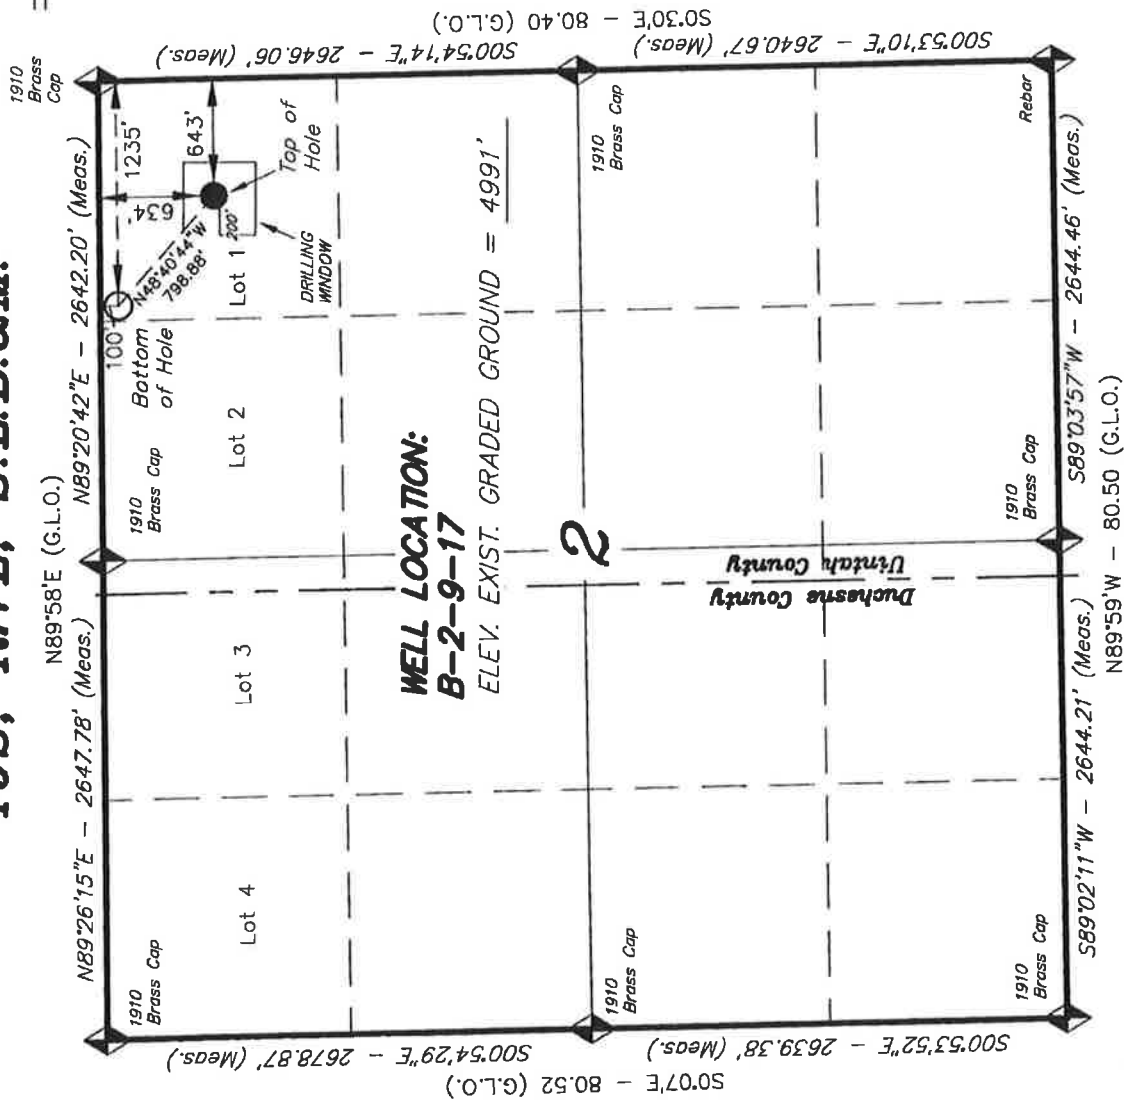 1910
Brass
Cap
N89°58'E (G.L.O.)
N89°26'15"E - 2647.78' (Meas.)
N89°20'42"E - 2642.20' (Meas.)
1910
Brass Cap
1910
Brass Cap
100'
1235'
634'
643'
N48°40'44"W
798.88'
Bottom
of Hole
Top of
Hole
200'
DRILLING
WINDOW
Lot 4
Lot 3
Lot 2
Lot 1
WELL LOCATION:
B-2-9-17
ELEV. EXIST. GRADED GROUND = 4991'
S00°54'29"E - 2678.87' (Meas.)
S0°07'E - 80.52 (G.L.O.)
S00°54'14"E - 2646.06' (Meas.)
S0°30'E - 80.40 (G.L.O.)
1910
Brass Cap
2
1910
Brass Cap
Duchesne County
Uintah County
S00°53'52"E - 2639.38' (Meas.)
S00°53'10"E - 2640.67' (Meas.)
1910
Brass Cap
1910
Brass Cap
Rebar
S89°02'11"W - 2644.21' (Meas.)
S89°03'57"W - 2644.46' (Meas.)
N89°59'W - 80.50 (G.L.O.)